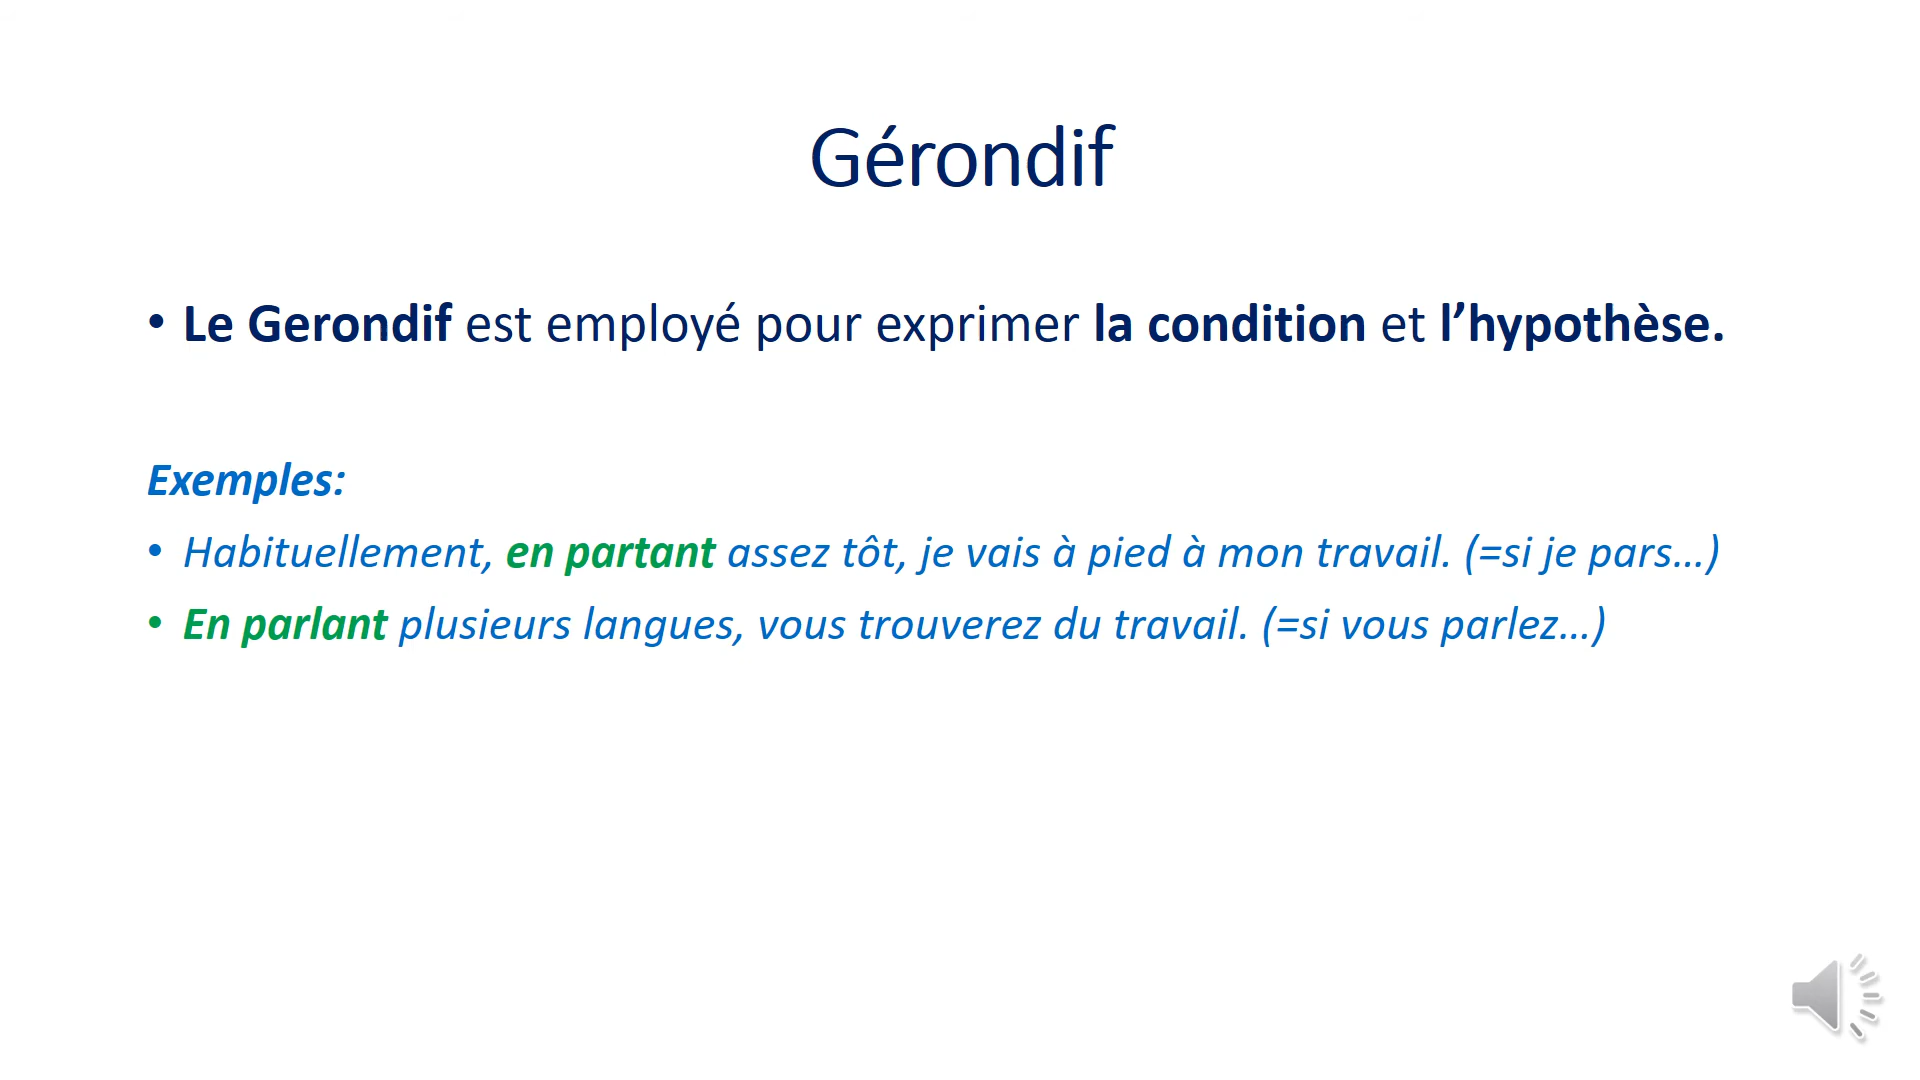 Gérondif
• Le Gerondif est employé pour exprimer la condition et l’hypothèse.
Exemples:
• Habituellement, en partant assez tôt, je vais à pied à mon travail. (=si je pars…)
• En parlant plusieurs langues, vous trouverez du travail. (=si vous parlez…)